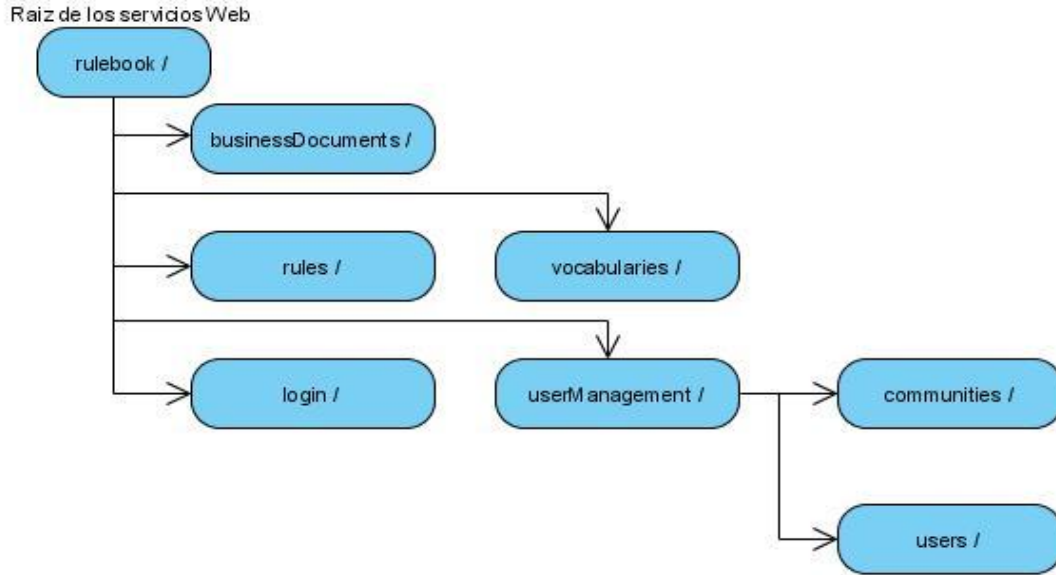 Raiz de los servicios Web
rulebook /
businessDocuments /
rules /
vocabularies /
login /
userManagement /
communities /
users /